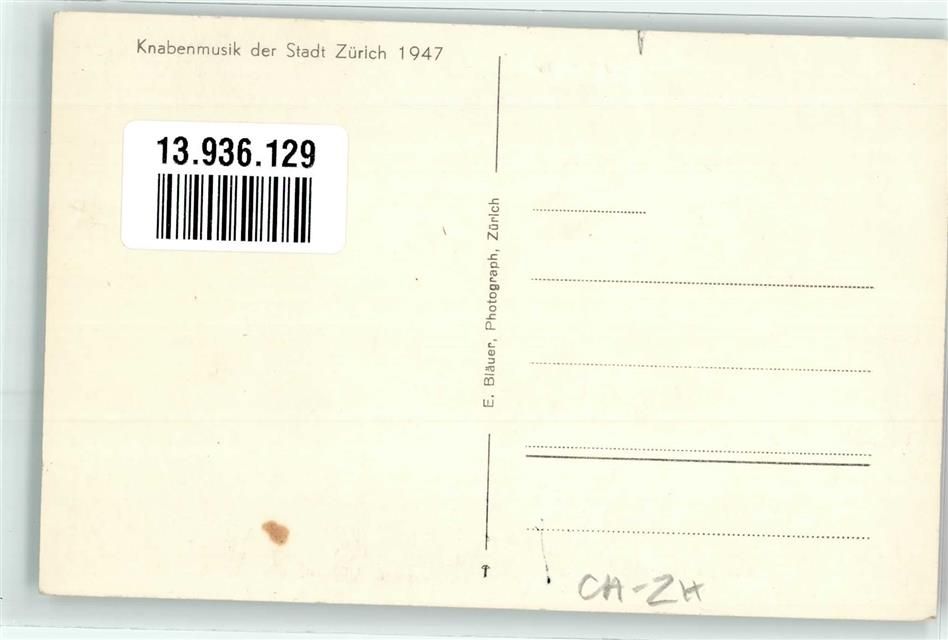 Knabenmusik der Stadt Zürich 1947
13.936.129
E. Bläuer, Photograph, Zürich
CH-ZH